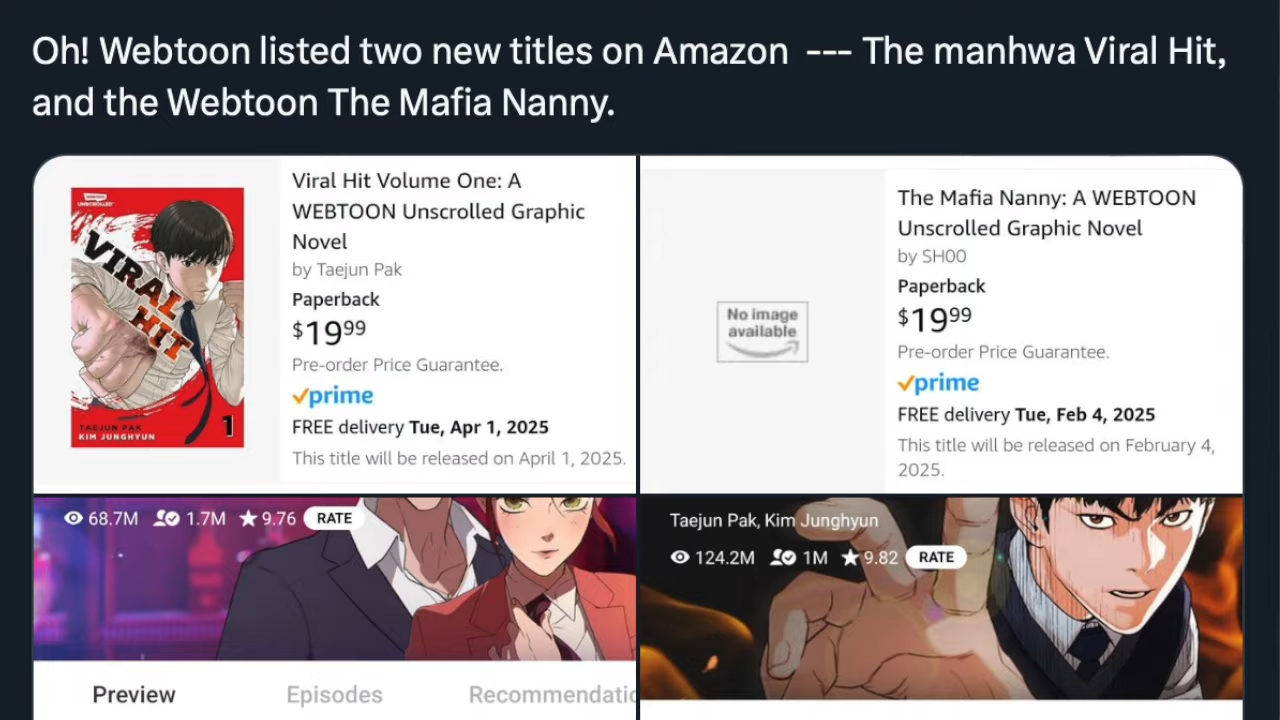 Oh! Webtoon listed two new titles on Amazon --- The manhwa Viral Hit,
and the Webtoon The Mafia Nanny.
WEBTOON
UNSCROLLED
VIRAL
HIT
1
TAEJUN PAK
KIM JUNGHYUN
Viral Hit Volume One: A
WEBTOON Unscrolled Graphic
Novel
by Taejun Pak
Paperback
$1999
Pre-order Price Guarantee.
prime
FREE delivery Tue, Apr 1, 2025
This title will be released on April 1, 2025.
No image
available
The Mafia Nanny: A WEBTOON
Unscrolled Graphic Novel
by SH00
Paperback
$1999
Pre-order Price Guarantee.
prime
FREE delivery Tue, Feb 4, 2025
This title will be released on February 4,
2025.
68.7M 1.7M 9.76 RATE
Preview Episodes Recommendatio
Taejun Pak, Kim Junghyun
124.2M 1M 9.82 RATE